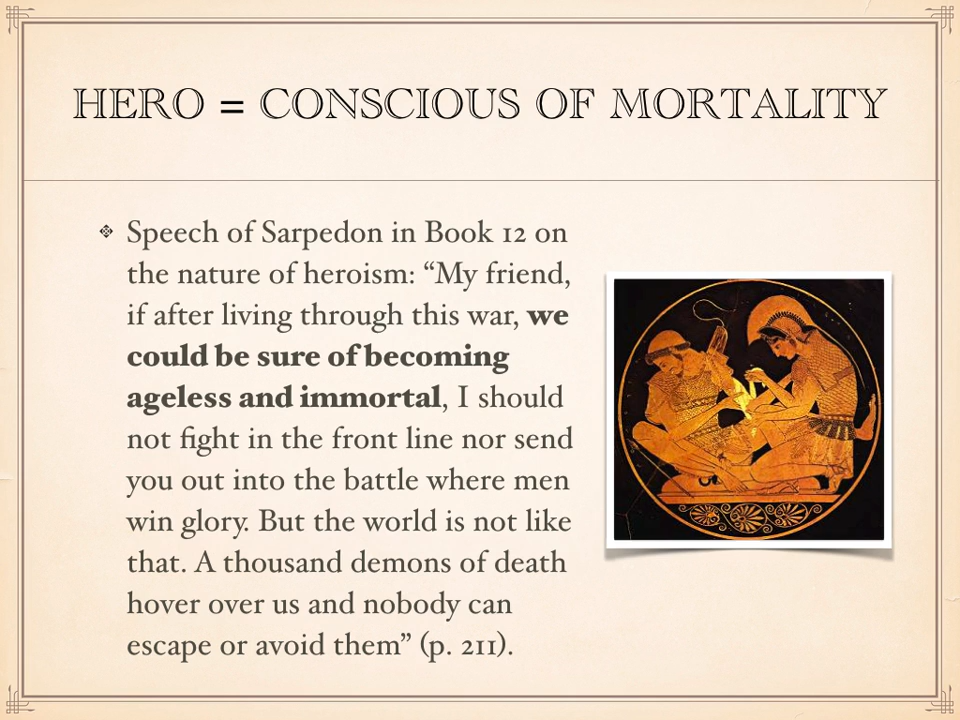 HERO = CONSCIOUS OF MORTALITY
Speech of Sarpedon in Book 12 on
the nature of heroism: “My friend,
if after living through this war, we
could be sure of becoming
ageless and immortal, I should
not fight in the front line nor send
you out into the battle where men
win glory. But the world is not like
that. A thousand demons of death
hover over us and nobody can
escape or avoid them” (p. 211).